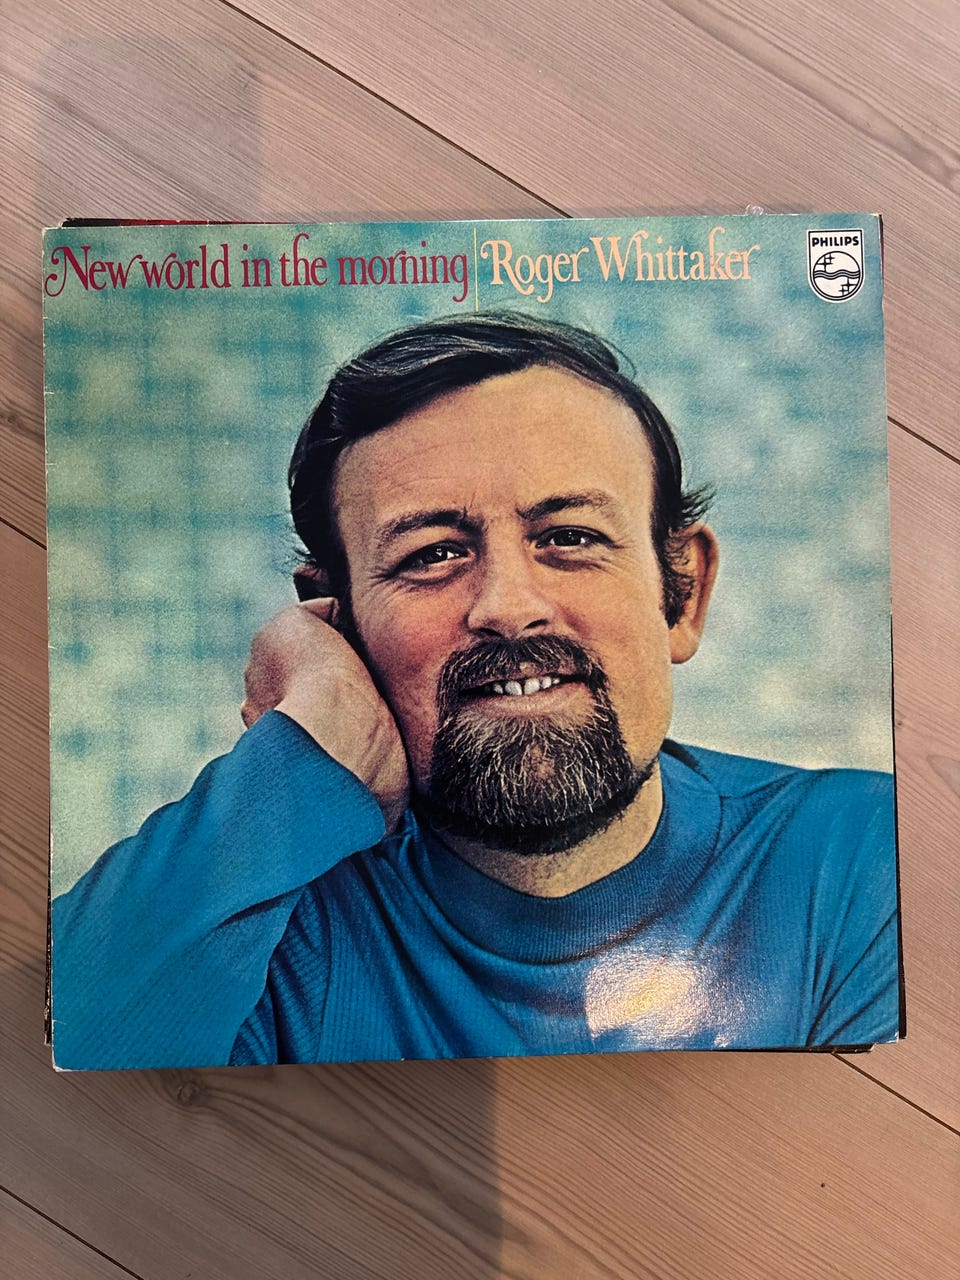 New world in the morning Roger Whittaker
PHILIPS